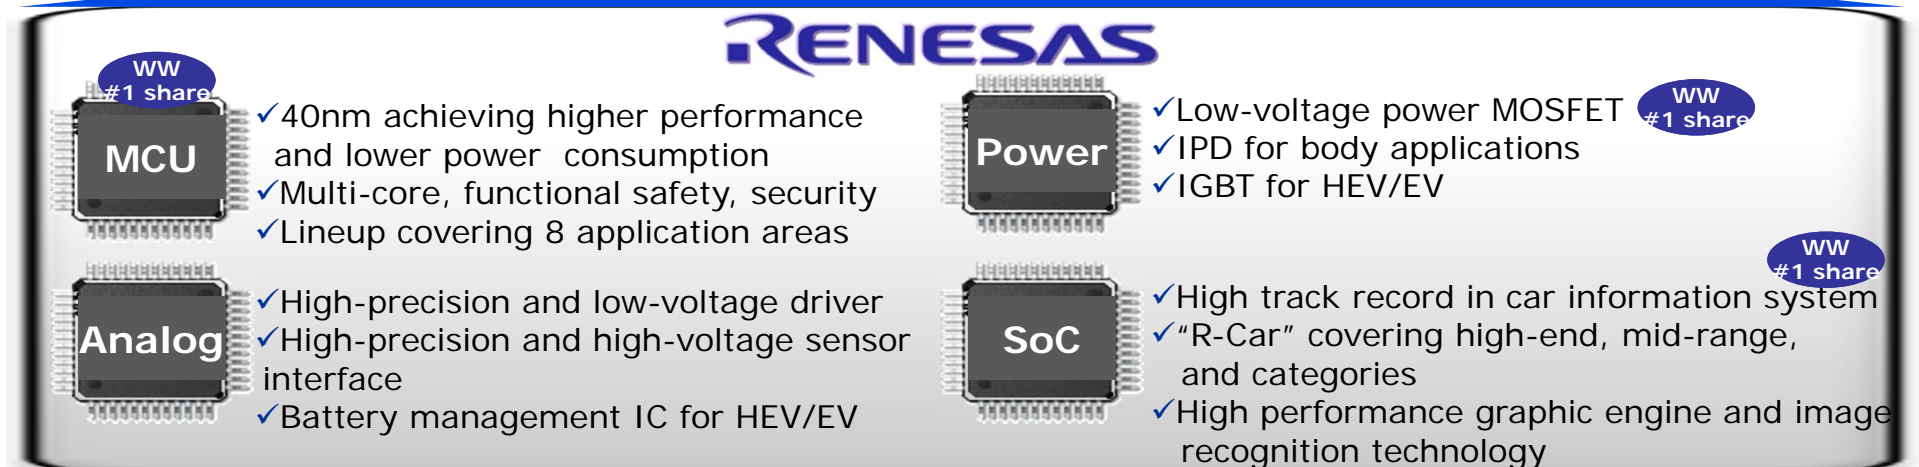 RENESAS
WW
#1 share
MCU
✓40nm achieving higher performance
and lower power consumption
✓Multi-core, functional safety, security
✓Lineup covering 8 application areas
Power
✓Low-voltage power MOSFET
WW
#1 share
✓IPD for body applications
✓IGBT for HEV/EV
Analog
✓High-precision and low-voltage driver
✓High-precision and high-voltage sensor
interface
✓Battery management IC for HEV/EV
WW
#1 share
SoC
✓High track record in car information system
✓“R-Car” covering high-end, mid-range,
and categories
✓High performance graphic engine and image
recognition technology